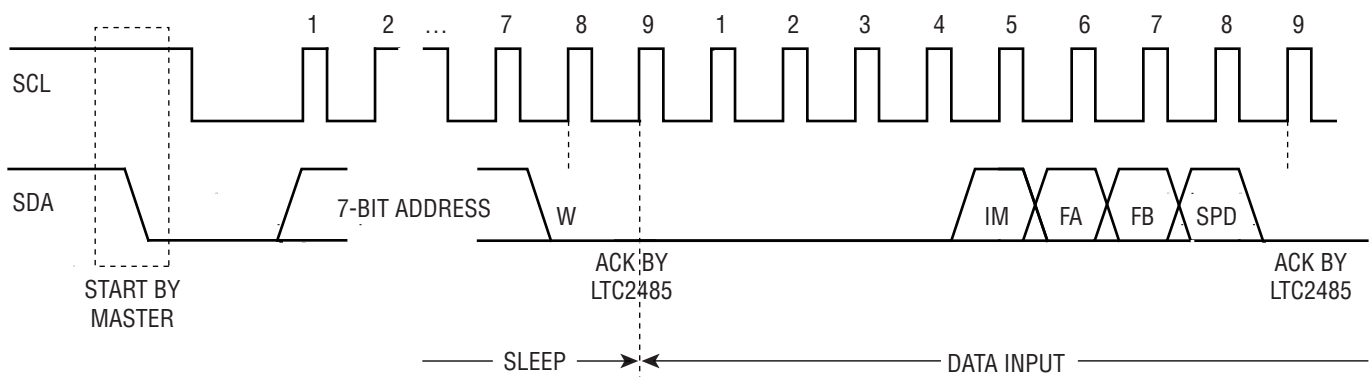 1 2 … 7 8 9 1 2 3 4 5 6 7 8 9
SCL
SDA
7-BIT ADDRESS
W
IM
FA
FB
SPD
START BY
MASTER
ACK BY
LTC2485
ACK BY
LTC2485
SLEEP
DATA INPUT